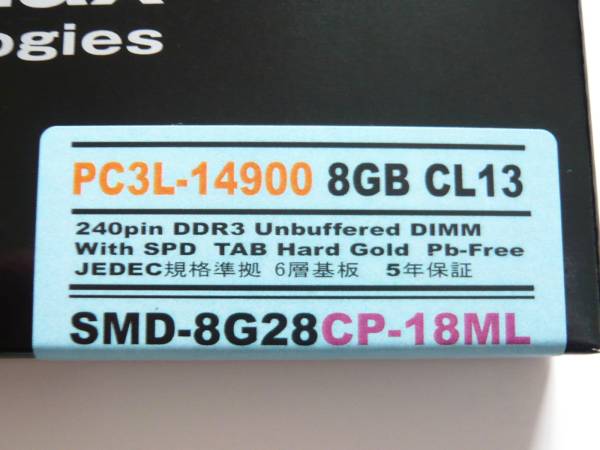 ogies
PC3L-14900 8GB CL13
240pin DDR3 Unbuffered DIMM
With SPD TAB Hard Gold Pb-Free
JEDEC規格準拠 6層基板 5年保証
SMD-8G28CP-18ML